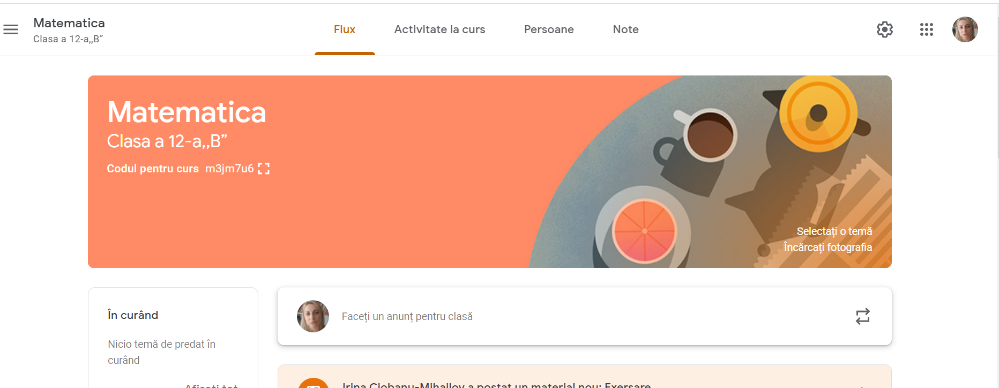 Matematica
Clasa a 12-a,,B”
Flux
Activitate la curs
Persoane
Note
Matematica
Clasa a 12-a,,B”
Codul pentru curs m3jm7u6
Selectați o temă
Încărcați fotografia
În curând
Nicio temă de predat în
curând
Afișați tot
Faceți un anunț pentru clasă
Irina Ciobanu-Mihailov a postat un material nou: Exersare